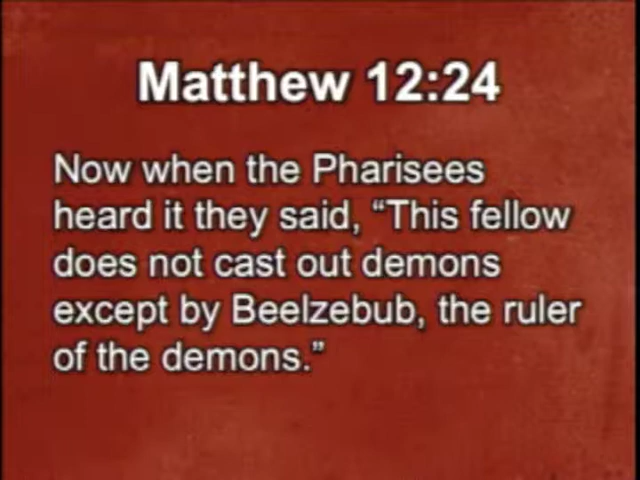 Matthew 12:24
Now when the Pharisees
heard it they said, “This fellow
does not cast out demons
except by Beelzebub, the ruler
of the demons.”